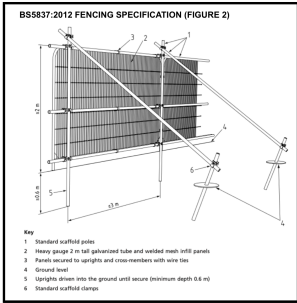 BS5837:2012 FENCING SPECIFICATION (FIGURE 2)
3
2
1
≥2 m
4
6
≥0.6 m
≤3 m
5
4
Key
1 Standard scaffold poles
2 Heavy gauge 2 m tall galvanized tube and welded mesh infill panels
3 Panels secured to uprights and cross-members with wire ties
4 Ground level
5 Uprights driven into the ground until secure (minimum depth 0.6 m)
6 Standard scaffold clamps